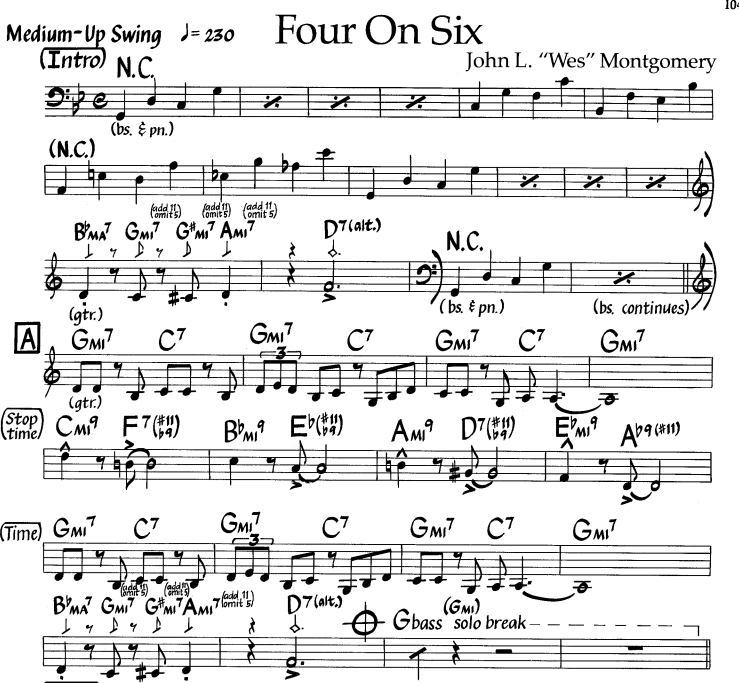 104
Medium-Up Swing ♩= 230 Four On Six
John L. “Wes” Montgomery
(Intro) N.C.
(bs. & pn.)
(N.C.)
(add 11 omit 5) (add 11 omit 5) (add 11 omit 5)
B♭MA7 GMI7 G#MI7 AMI7 D7(alt.) N.C.
(gtr.) (bs. & pn.) (bs. continues)
A GMI7 C7 GMI7 C7 GMI7 C7 GMI7
3
(gtr.)
(Stop time) CMI9 F7(#11 ♭9) B♭MI9 E♭(#11 ♭9) AMI9 D7(#11 ♭9) E♭MI9 A♭9(#11)
(Time) GMI7 C7 GMI7 C7 GMI7 C7 GMI7
3
(add 11 omit 5) (add 11 omit 5) (add 11 omit 5)
B♭MA7 GMI7 G#MI7 AMI7 D7(alt.) (GMI)
G bass solo break